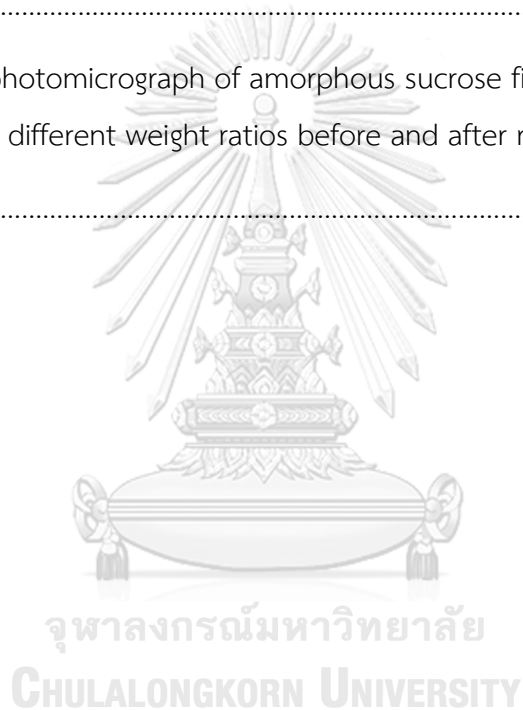 ................................................................................
photomicrograph of amorphous sucrose fi
different weight ratios before and after r
................................................................................
จุฬาลงกรณ์มหาวิทยาลัย
CHULALONGKORN UNIVERSITY